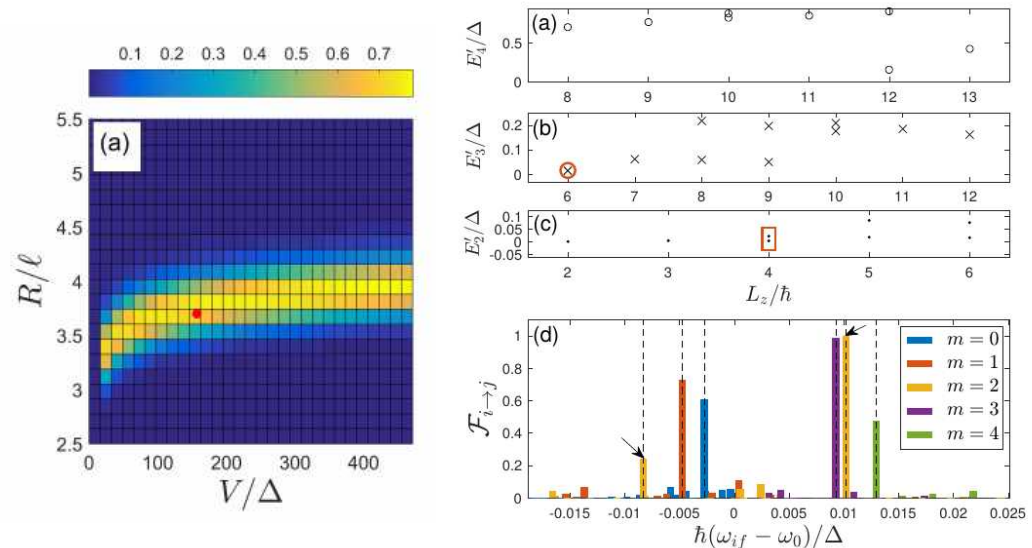 0.1 0.2 0.3 0.4 0.5 0.6 0.7
(a)
5.5
5
4.5
4
3.5
3
2.5
R/ℓ
0 100 200 300 400
V/Δ
(a)
E′₄/Δ
0.5
0
8 9 10 11 12 13
(b)
E′₃/Δ
0.2
0.1
0
6 7 8 9 10 11 12
(c)
E′₂/Δ
0.1
0.05
0
-0.05
2 3 4 5 6
L_z/ħ
(d)
F_{i→j}
1
0.8
0.6
0.4
0.2
0
m = 0
m = 1
m = 2
m = 3
m = 4
-0.015 -0.01 -0.005 0 0.005 0.01 0.015 0.02 0.025
ħ(ω_{if} − ω₀)/Δ